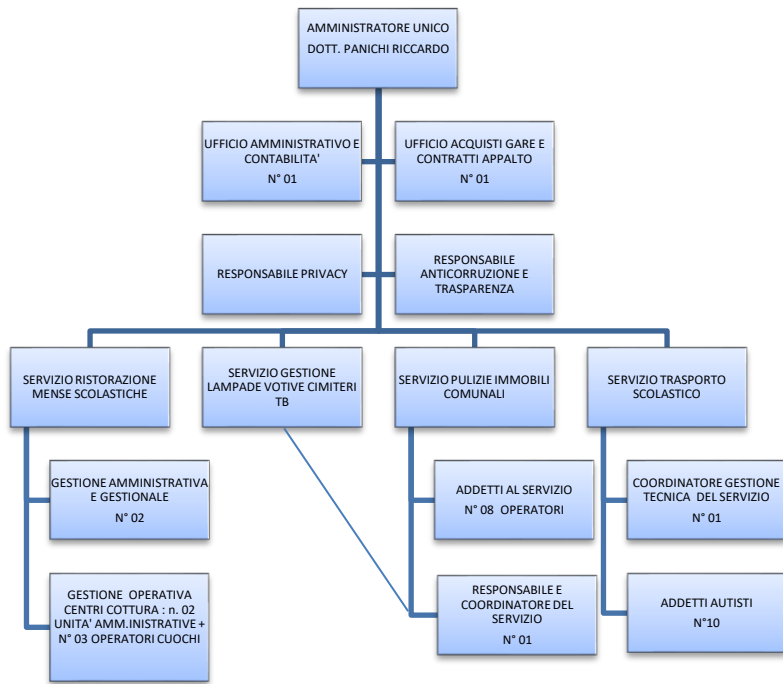 AMMINISTRATORE UNICO
DOTT. PANICHI RICCARDO
UFFICIO AMMINISTRATIVO E
CONTABILITA'
N° 01
UFFICIO ACQUISTI GARE E
CONTRATTI APPALTO
N° 01
RESPONSABILE PRIVACY
RESPONSABILE
ANTICORRUZIONE E
TRASPARENZA
SERVIZIO RISTORAZIONE
MENSE SCOLASTICHE
SERVIZIO GESTIONE
LAMPADE VOTIVE CIMITERI
TB
SERVIZIO PULIZIE IMMOBILI
COMUNALI
SERVIZIO TRASPORTO
SCOLASTICO
GESTIONE AMMINISTRATIVA
E GESTIONALE
N° 02
ADDETTI AL SERVIZIO
N° 08 OPERATORI
COORDINATORE GESTIONE
TECNICA DEL SERVIZIO
N° 01
GESTIONE OPERATIVA
CENTRI COTTURA : n. 02
UNITA' AMM.INISTRATIVE +
N° 03 OPERATORI CUOCHI
RESPONSABILE E
COORDINATORE DEL
SERVIZIO
N° 01
ADDETTI AUTISTI
N°10